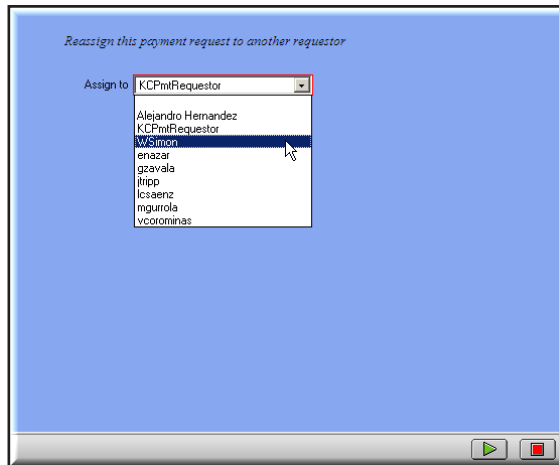 Reassign this payment request to another requestor
Assign to KCPmtRequestor
Alejandro Hernandez
KCPmtRequestor
WSimon
enazar
gzavala
jtripp
lcsaenz
mgurrola
vcorominas